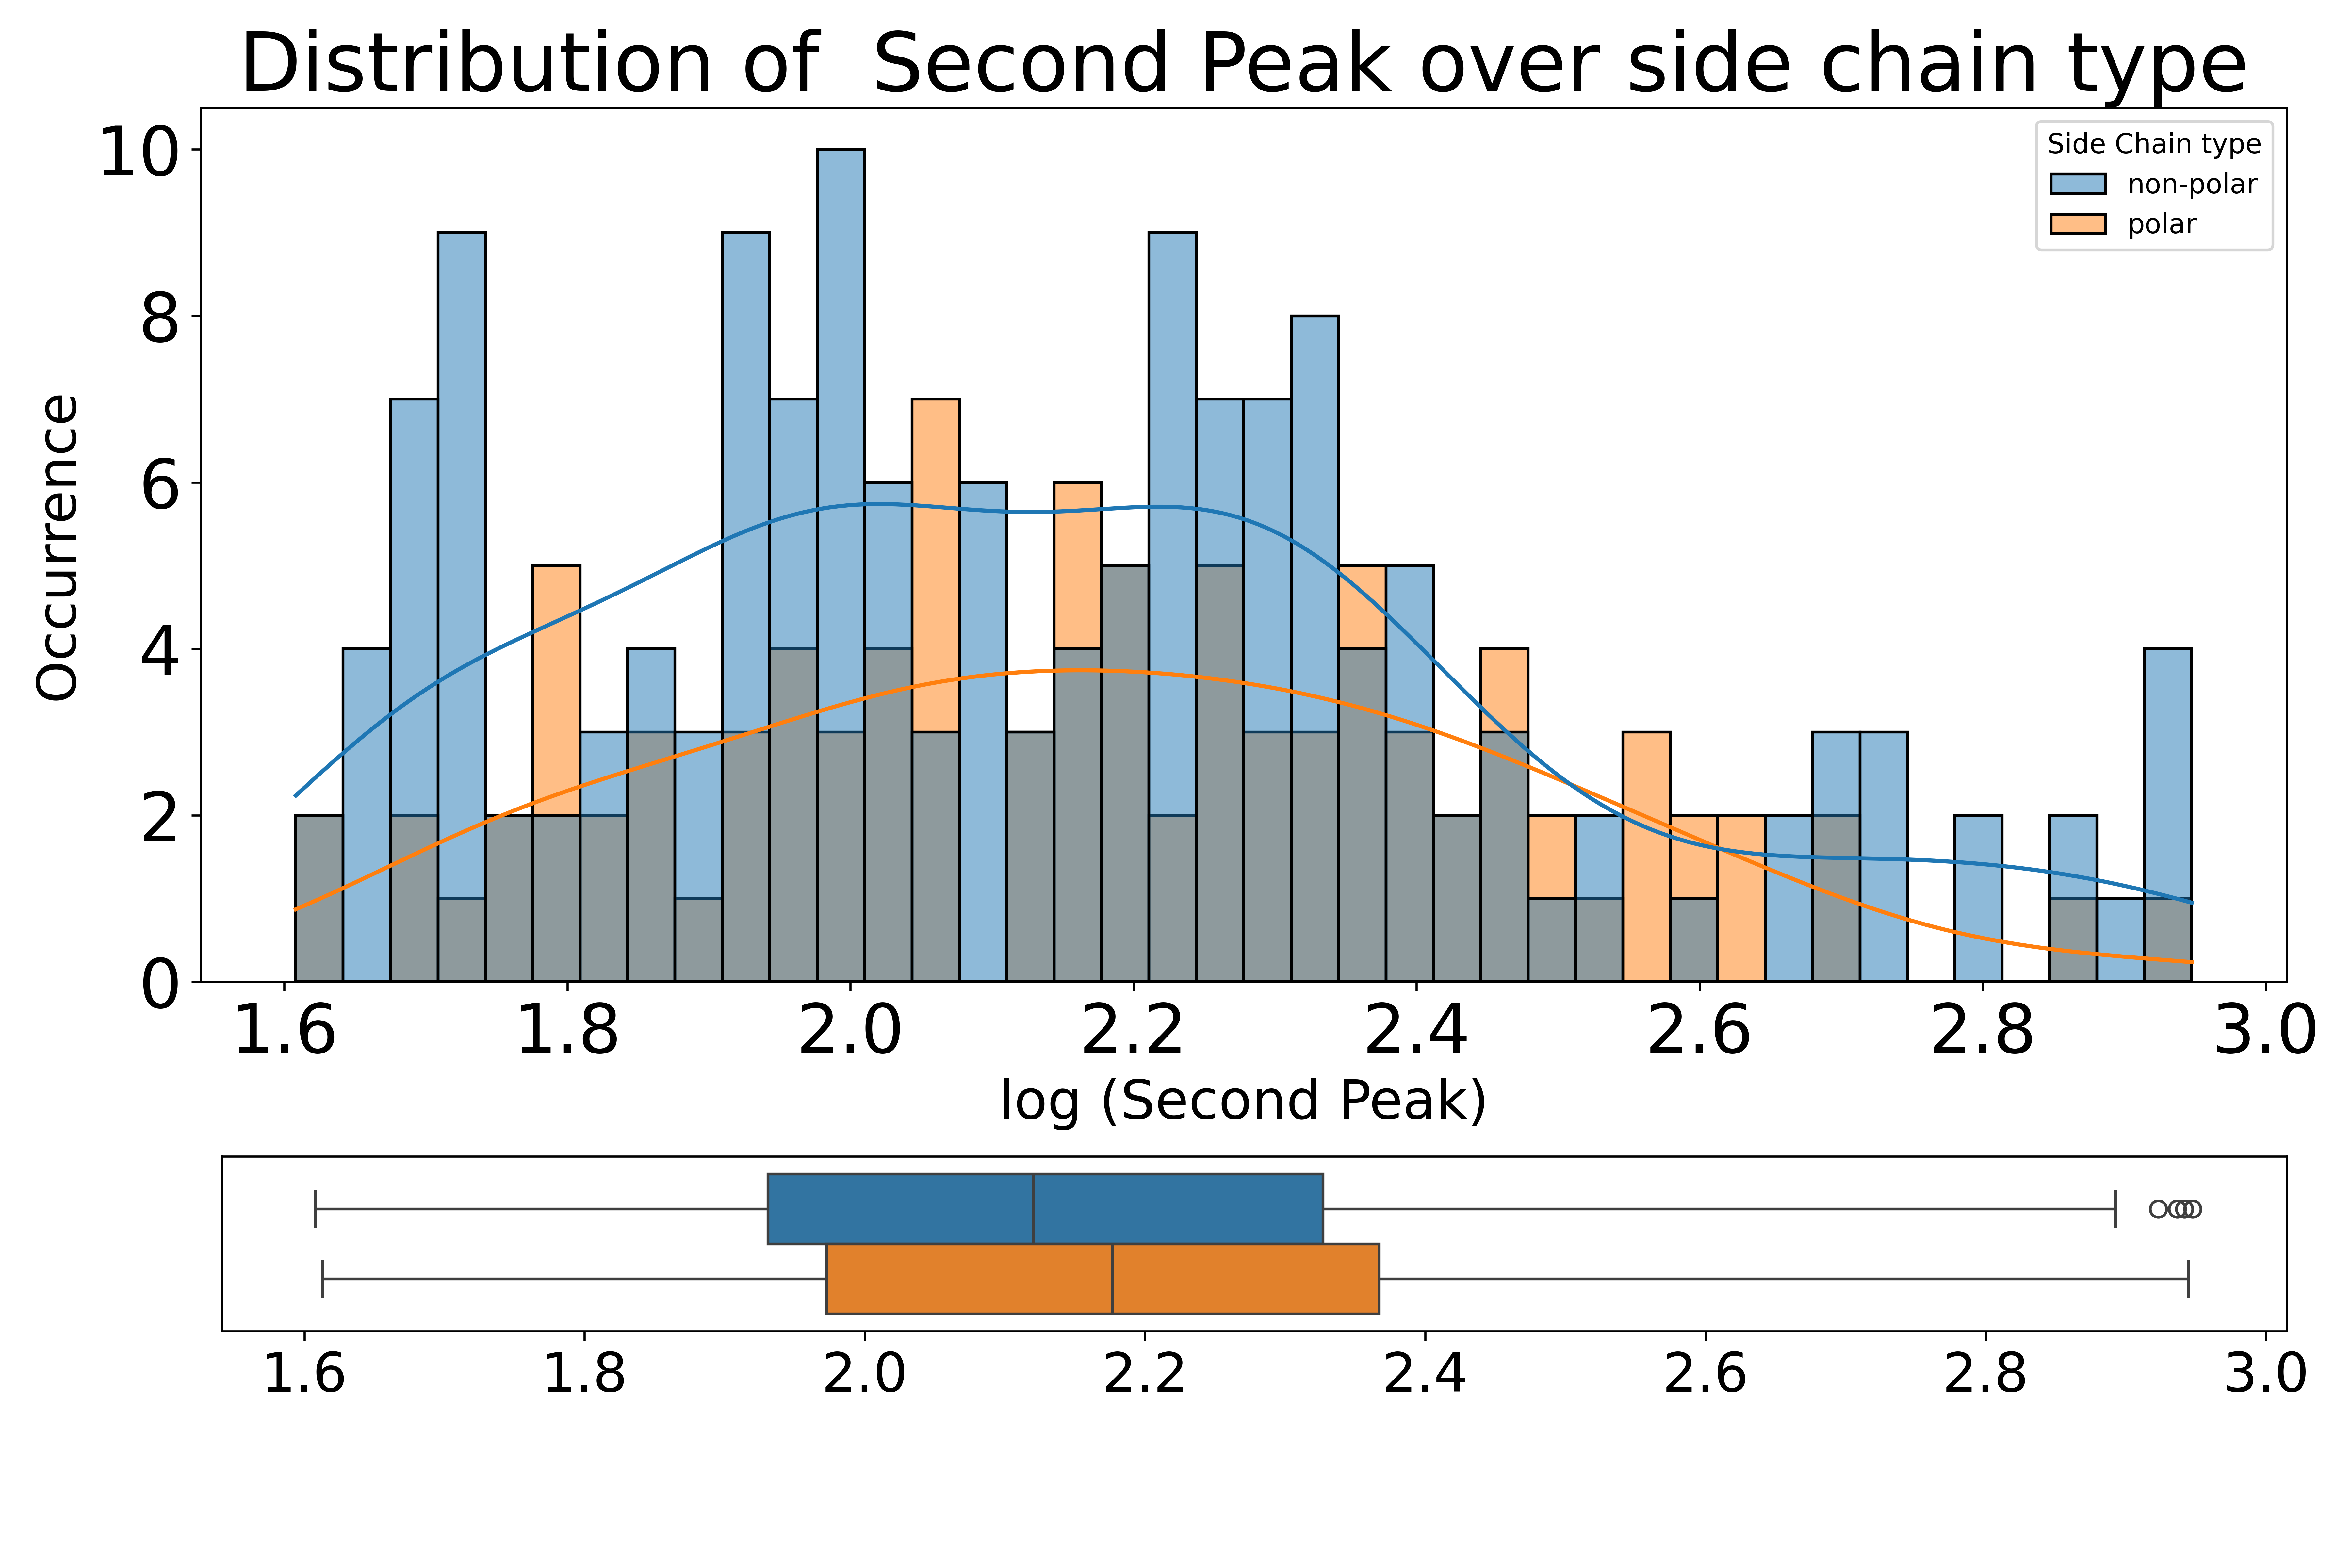 Distribution of  Second Peak over side chain type
Side Chain type
non-polar
polar
10
8
6
4
2
0
Occurrence
1.6 1.8 2.0 2.2 2.4 2.6 2.8 3.0
log (Second Peak)
1.6 1.8 2.0 2.2 2.4 2.6 2.8 3.0